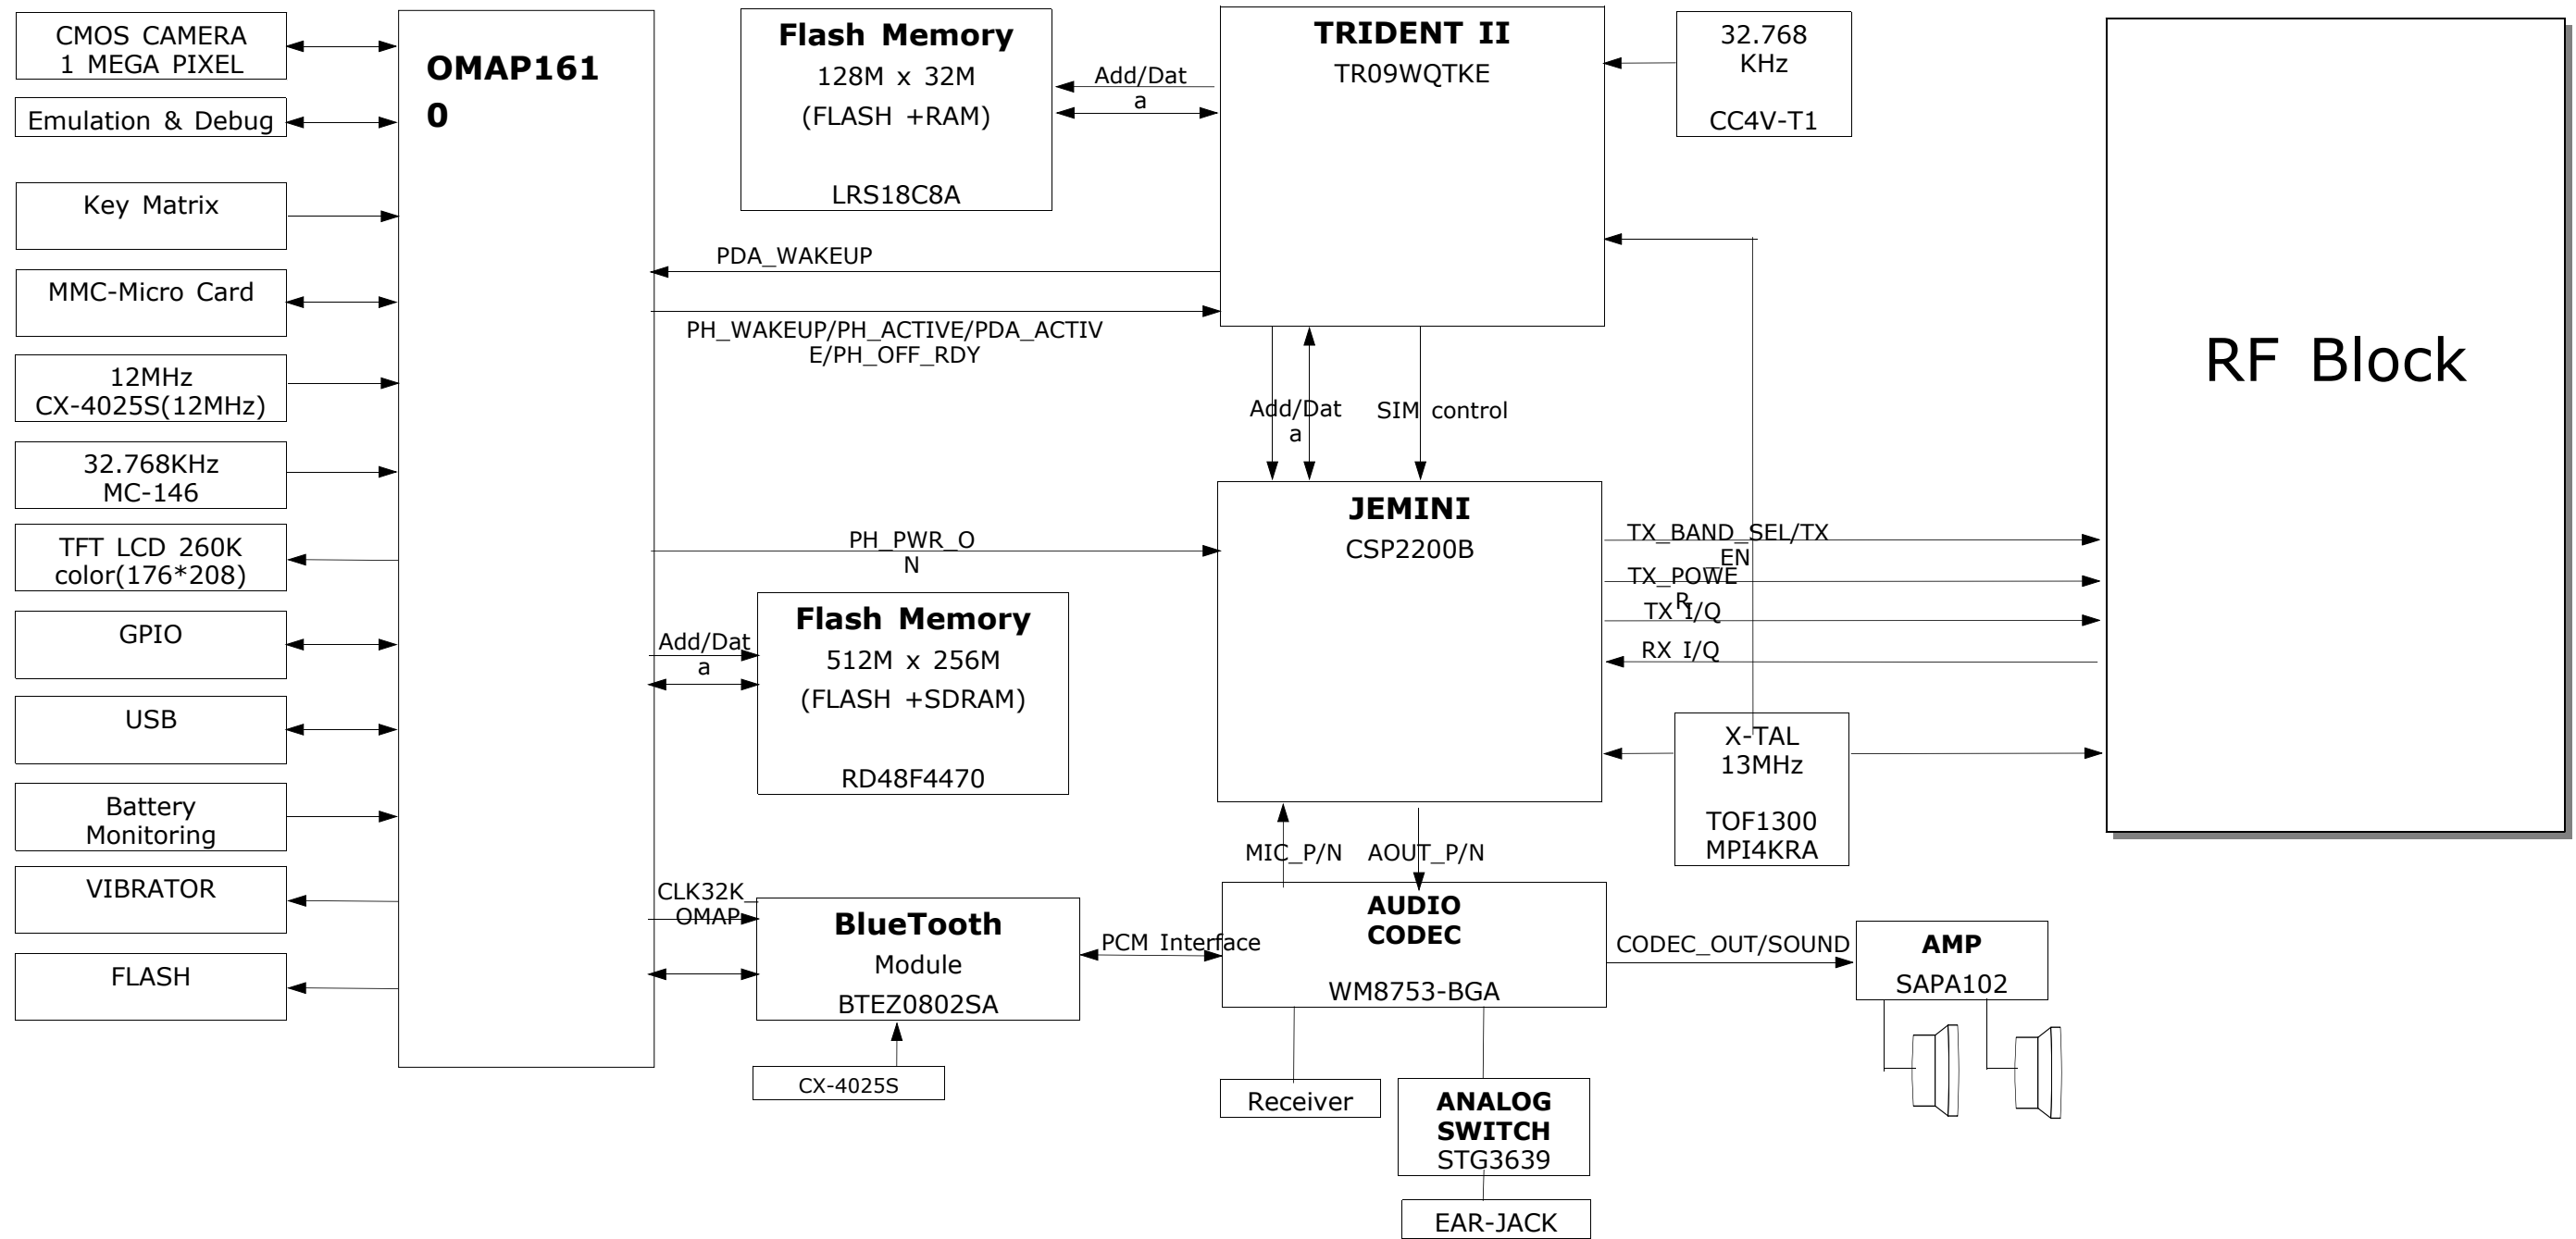 CMOS CAMERA
1 MEGA PIXEL
Emulation & Debug
Key Matrix
MMC-Micro Card
12MHz
CX-4025S(12MHz)
32.768KHz
MC-146
TFT LCD 260K
color(176*208)
GPIO
USB
Battery
Monitoring
VIBRATOR
FLASH
OMAP161
0
Flash Memory
128M x 32M
(FLASH +RAM)
LRS18C8A
Add/Dat
a
TRIDENT II
TR09WQTKE
32.768
KHz
CC4V-T1
PDA_WAKEUP
PH_WAKEUP/PH_ACTIVE/PDA_ACTIV
E/PH_OFF_RDY
Add/Dat
a
SIM control
PH_PWR_O
N
JEMINI
CSP2200B
TX_BAND_SEL/TX
_EN
TX_POWE
R
TX I/Q
RX I/Q
RF Block
Add/Dat
a
Flash Memory
512M x 256M
(FLASH +SDRAM)
RD48F4470
X-TAL
13MHz
TOF1300
MPI4KRA
MIC_P/N
AOUT_P/N
CLK32K_
OMAP
BlueTooth
Module
BTEZ0802SA
CX-4025S
PCM Interface
AUDIO
CODEC
WM8753-BGA
CODEC_OUT/SOUND
AMP
SAPA102
Receiver
ANALOG
SWITCH
STG3639
EAR-JACK